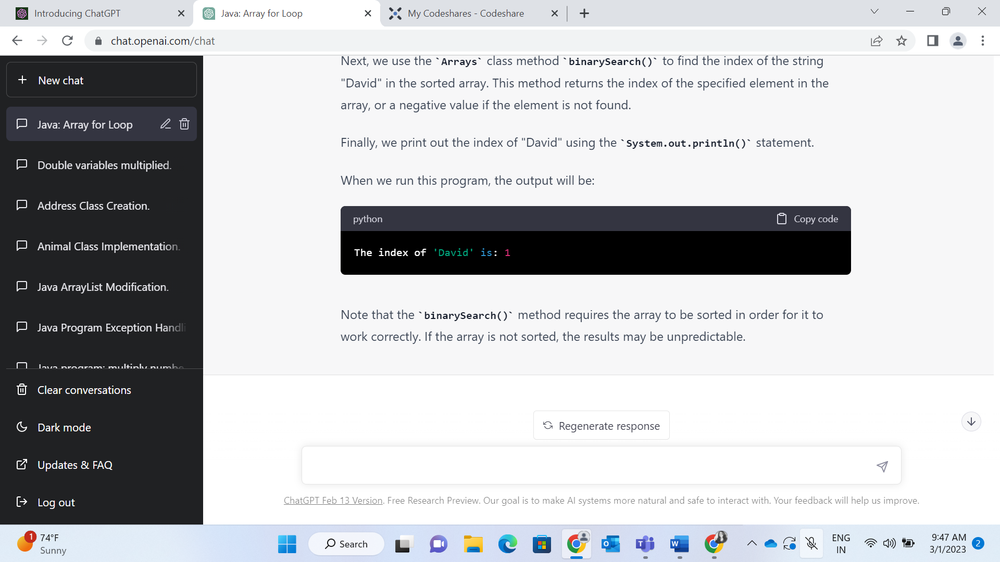 Introducing ChatGPT
Java: Array for Loop
My Codeshares - Codeshare
chat.openai.com/chat
New chat
Java: Array for Loop
Double variables multiplied.
Address Class Creation.
Animal Class Implementation.
Java ArrayList Modification.
Java Program Exception Handli
Java program: multiply numbe
Clear conversations
Dark mode
Updates & FAQ
Log out
Next, we use the `Arrays` class method `binarySearch()` to find the index of the string
"David" in the sorted array. This method returns the index of the specified element in the
array, or a negative value if the element is not found.
Finally, we print out the index of "David" using the `System.out.println()` statement.
When we run this program, the output will be:
python
Copy code
The index of 'David' is: 1
Note that the `binarySearch()` method requires the array to be sorted in order for it to
work correctly. If the array is not sorted, the results may be unpredictable.
Regenerate response
ChatGPT Feb 13 Version. Free Research Preview. Our goal is to make AI systems more natural and safe to interact with. Your feedback will help us improve.
1
74°F
Sunny
Search
ENG
IN
9:47 AM
3/1/2023
2